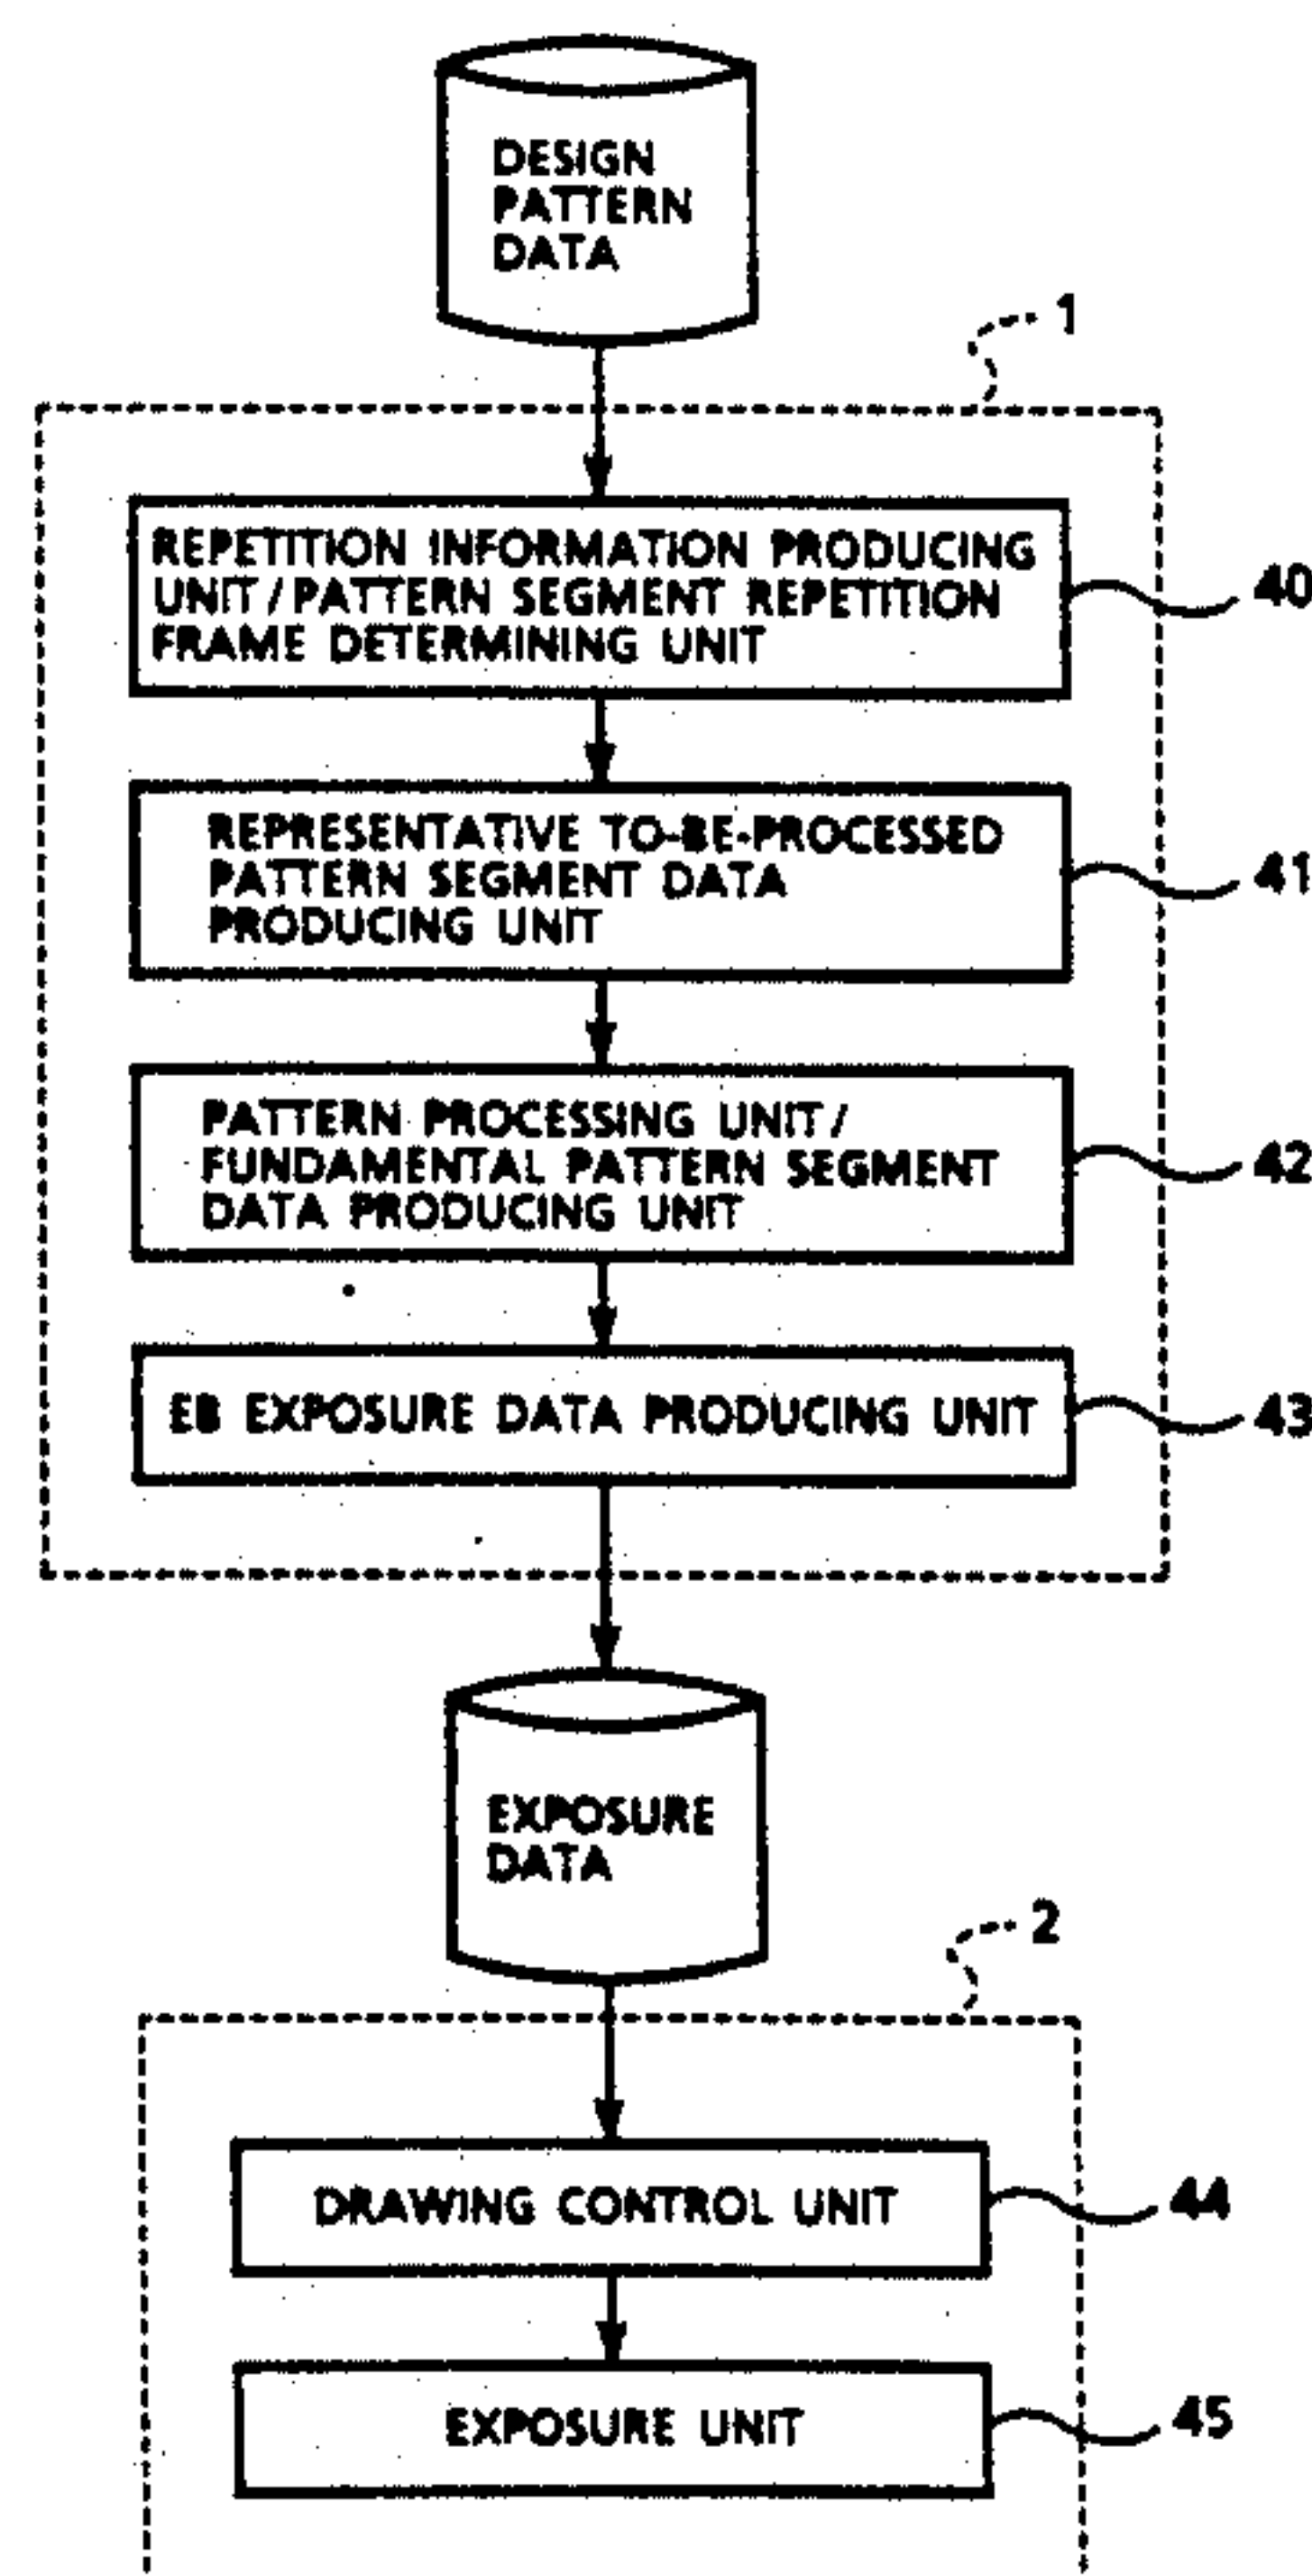 DESIGN
PATTERN
DATA
1
REPETITION INFORMATION PRODUCING
UNIT / PATTERN SEGMENT REPETITION
FRAME DETERMINING UNIT
40
REPRESENTATIVE TO-BE-PROCESSED
PATTERN SEGMENT DATA
PRODUCING UNIT
41
PATTERN PROCESSING UNIT /
FUNDAMENTAL PATTERN SEGMENT
DATA PRODUCING UNIT
42
EB EXPOSURE DATA PRODUCING UNIT
43
EXPOSURE
DATA
2
DRAWING CONTROL UNIT
44
EXPOSURE UNIT
45